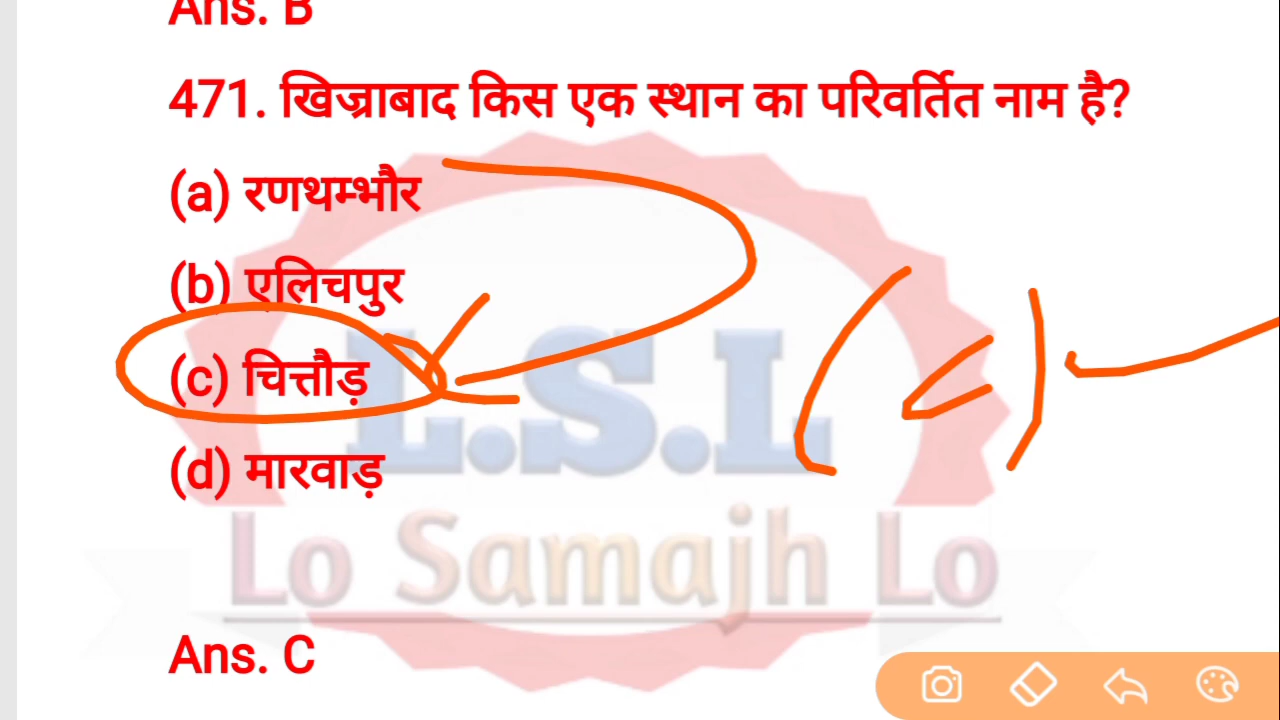 Ans. B
471. खिज्राबाद किस एक स्थान का परिवर्तित नाम है?
(a) रणथम्भौर
(b) एलिचपुर
(c) चित्तौड़
(d) मारवाड़
L.S.L
Lo Samajh Lo
(c)
Ans. C